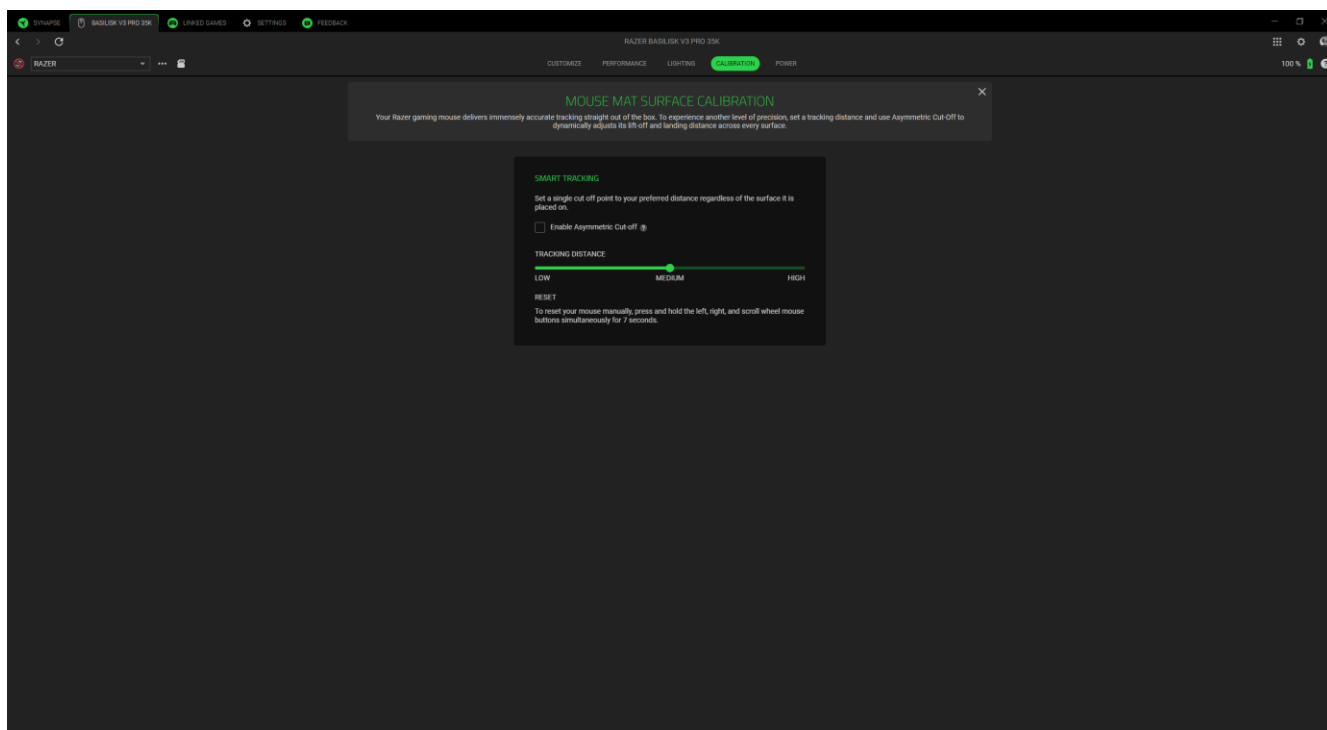 SYNAPSE BASILISK V3 PRO 35K LINKED GAMES SETTINGS FEEDBACK
RAZER BASILISK V3 PRO 35K
RAZER CUSTOMIZE PERFORMANCE LIGHTING CALIBRATION POWER 100 %
MOUSE MAT SURFACE CALIBRATION
Your Razer gaming mouse delivers immensely accurate tracking straight out of the box. To experience another level of precision, set a tracking distance and use Asymmetric Cut-Off to
dynamically adjusts its lift-off and landing distance across every surface.
SMART TRACKING
Set a single cut off point to your preferred distance regardless of the surface it is
placed on.
Enable Asymmetric Cut-off ?
TRACKING DISTANCE
LOW MEDIUM HIGH
RESET
To reset your mouse manually, press and hold the left, right, and scroll wheel mouse
buttons simultaneously for 7 seconds.